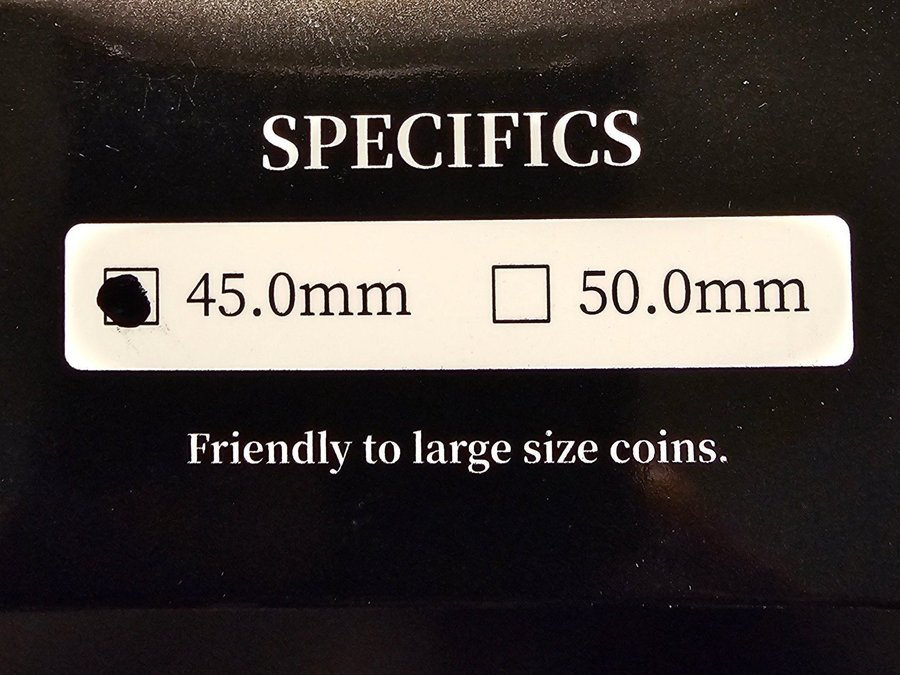 SPECIFICS
45.0mm 50.0mm
Friendly to large size coins.